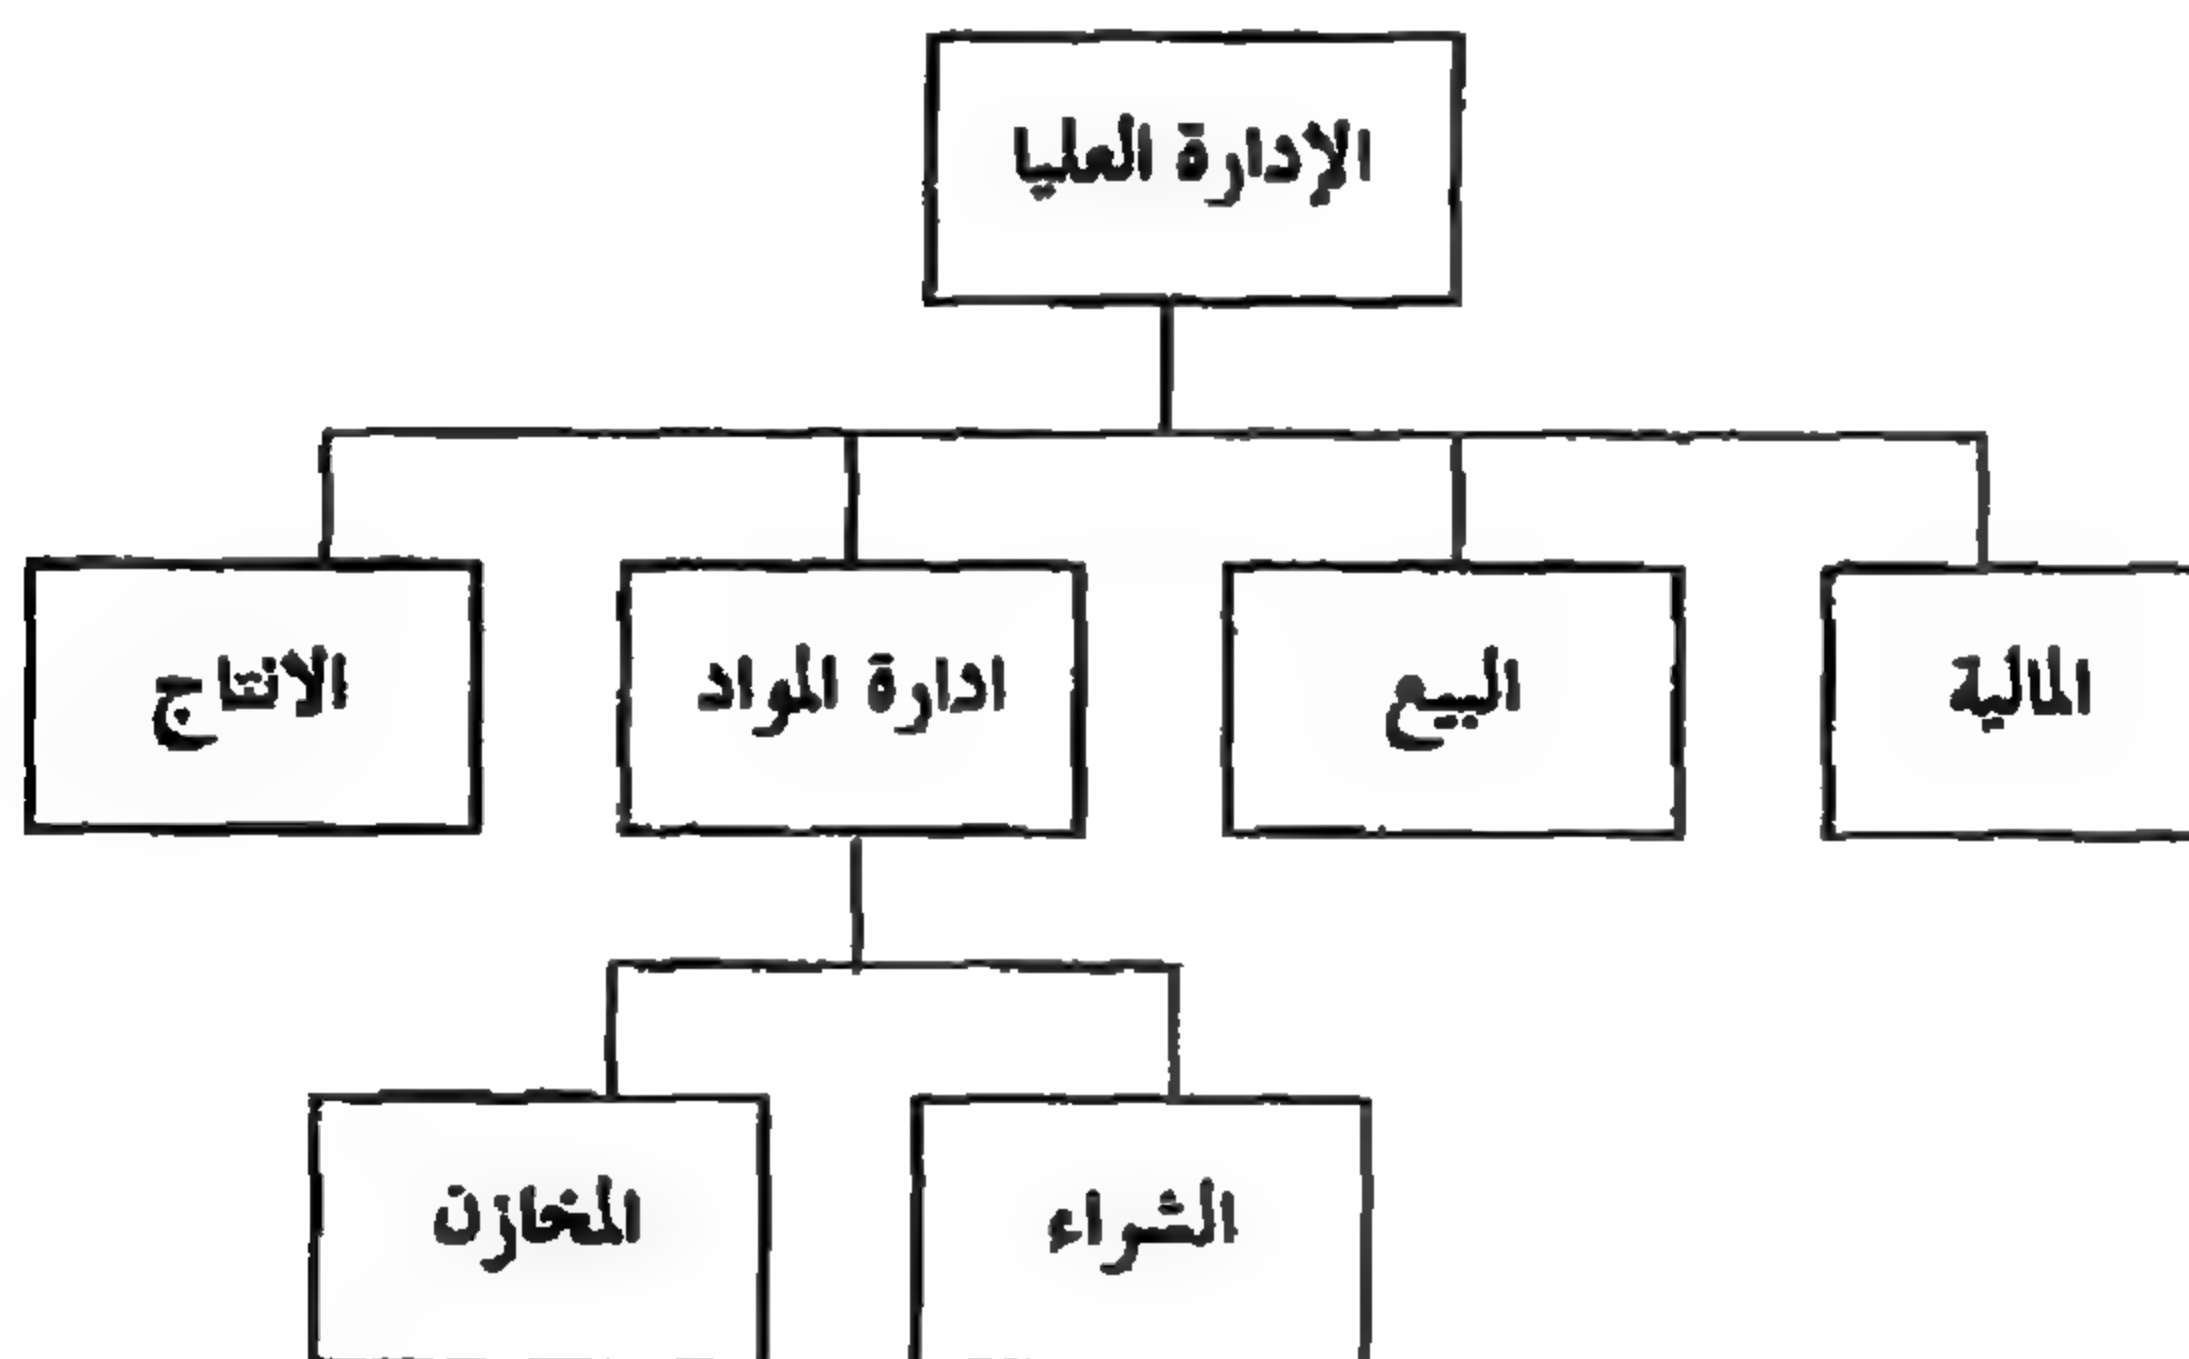 الإدارة العليا
المالية
البيع
ادارة المواد
الانتاج
الشراء
المخازن